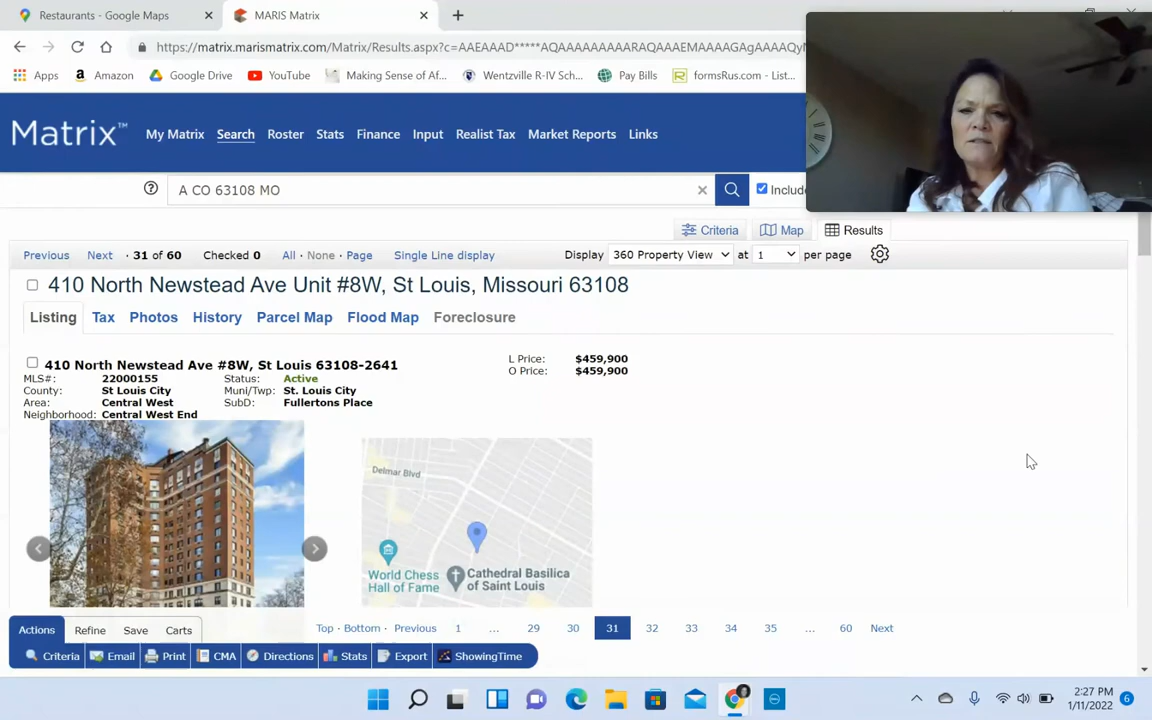 Restaurants - Google Maps
MARIS Matrix
https://matrix.marismatrix.com/Matrix/Results.aspx?c=AAEAAAD*****AQAAAAAAAAARAQAAAEMAAAAGAgAAAAQyM
Apps Amazon Google Drive YouTube Making Sense of Af... Wentzville R-IV Sch... Pay Bills formsRus.com - List...
Matrix™ My Matrix Search Roster Stats Finance Input Realist Tax Market Reports Links
A CO 63108 MO
Criteria Map Results
Previous Next · 31 of 60 Checked 0 All · None · Page Single Line display Display 360 Property View at 1 per page
410 North Newstead Ave Unit #8W, St Louis, Missouri 63108
Listing Tax Photos History Parcel Map Flood Map Foreclosure
410 North Newstead Ave #8W, St Louis 63108-2641 L Price: $459,900
O Price: $459,900
MLS#: 22000155 Status: Active
County: St Louis City Muni/Twp: St. Louis City
Area: Central West SubD: Fullertons Place
Neighborhood: Central West End
Delmar Blvd
World Chess
Hall of Fame
Cathedral Basilica
of Saint Louis
Actions Refine Save Carts
Top · Bottom · Previous 1 ... 29 30 31 32 33 34 35 ... 60 Next
Criteria Email Print CMA Directions Stats Export ShowingTime
2:27 PM
1/11/2022
6